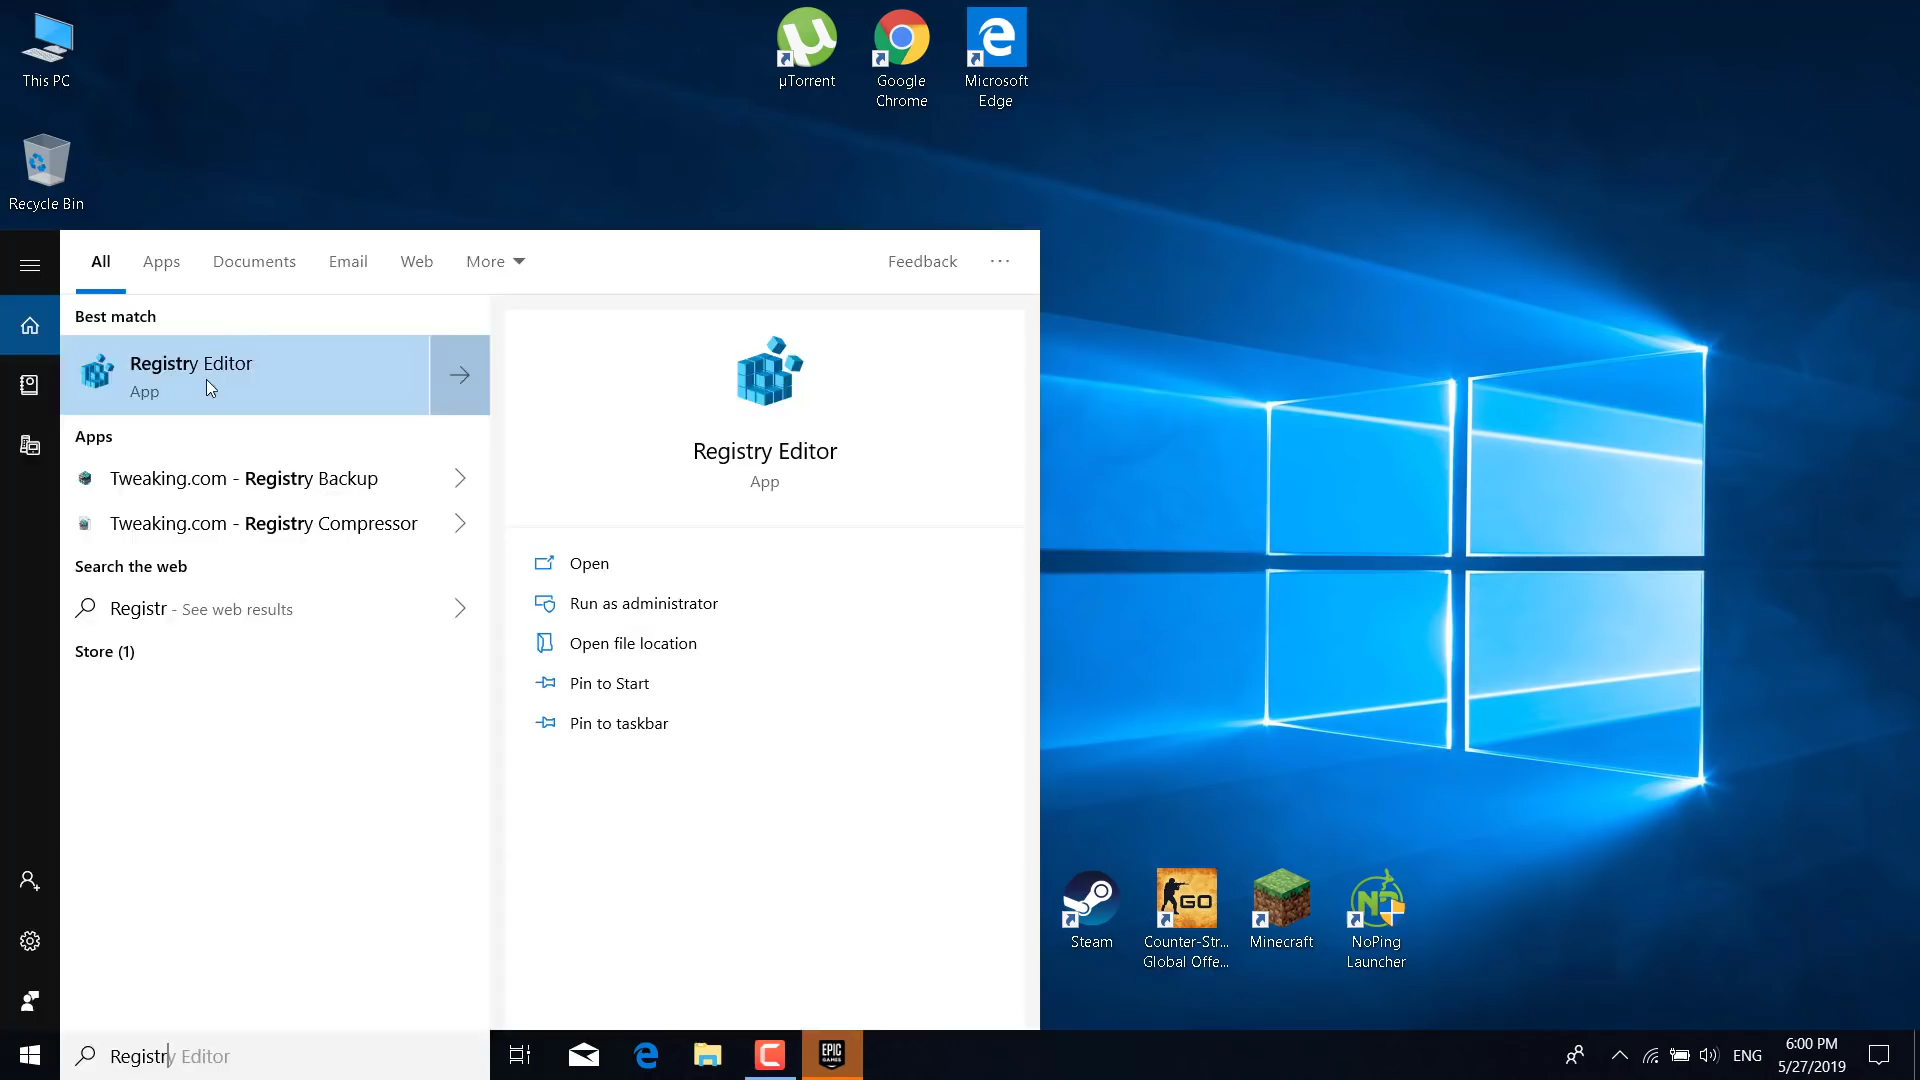 This PC
µTorrent
Google
Chrome
Microsoft
Edge
Recycle Bin
All
Apps
Documents
Email
Web
More
Feedback
Best match
Registry Editor
App
Apps
Tweaking.com - Registry Backup
Tweaking.com - Registry Compressor
Search the web
Registr - See web results
Store (1)
Registry Editor
App
Open
Run as administrator
Open file location
Pin to Start
Pin to taskbar
GO
Steam
Counter-Str...
Global Offe...
Minecraft
NoPing
Launcher
Registry Editor
EPIC
GAMES
ENG
6:00 PM
5/27/2019